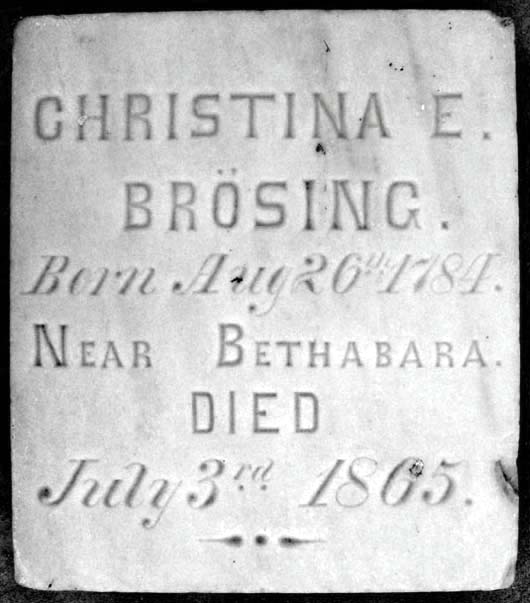 CHRISTINA E.
BRÖSING.
Born Aug 26th 1784.
NEAR BETHABARA.
DIED
July 3rd 1865.